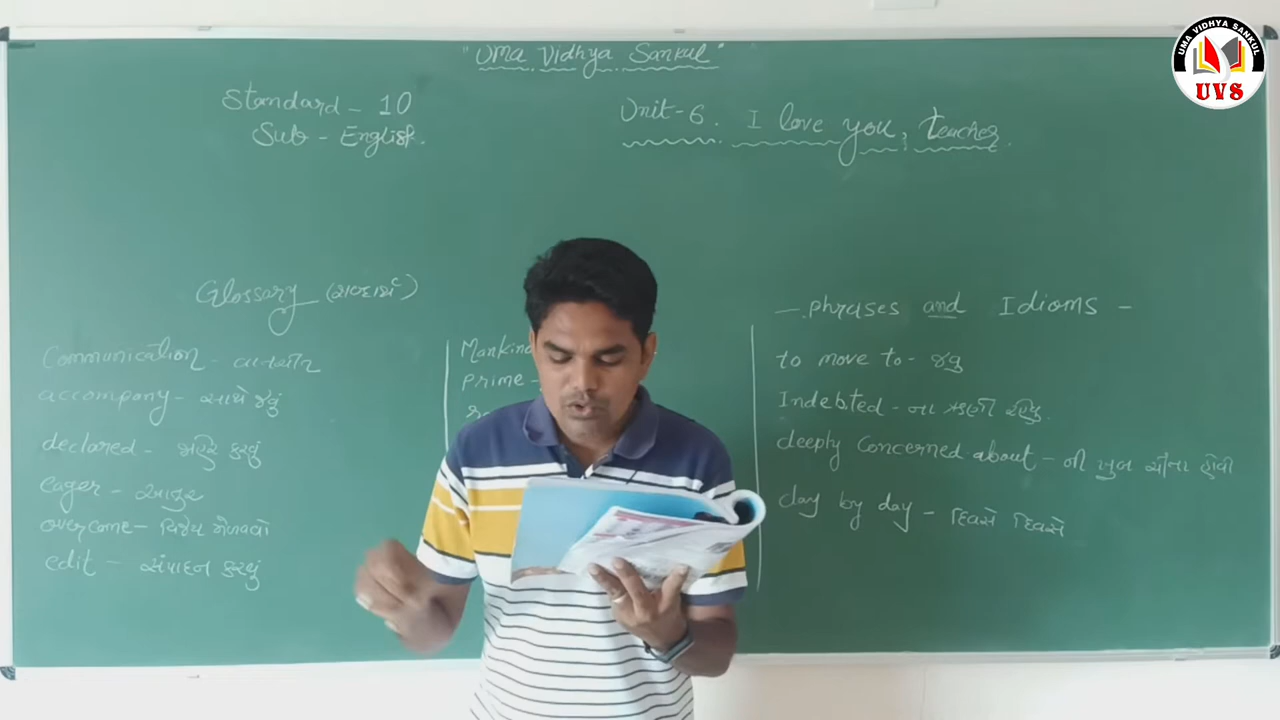 "Uma Vidhya Sankul"
Standard - 10
Sub - English.
Unit-6. I love you, teacher.
UMA VIDHYA SANKUL
UVS
Glossary (શબ્દાર્થ)
Communication - વાતચીત
accompany - સાથે જવું
declared - જાહેર કરવું
eager - આતુર
overcome - વિજય મેળવવો
edit - સંપાદન કરવું
Mankind
Prime -
- Phrases and Idioms -
to move to - જવુ
Indebted - ના ઋણી રહેવુ.
deeply Concerned about - ની ખુબ ચીંતા હોવી
day by day - દિવસે દિવસે